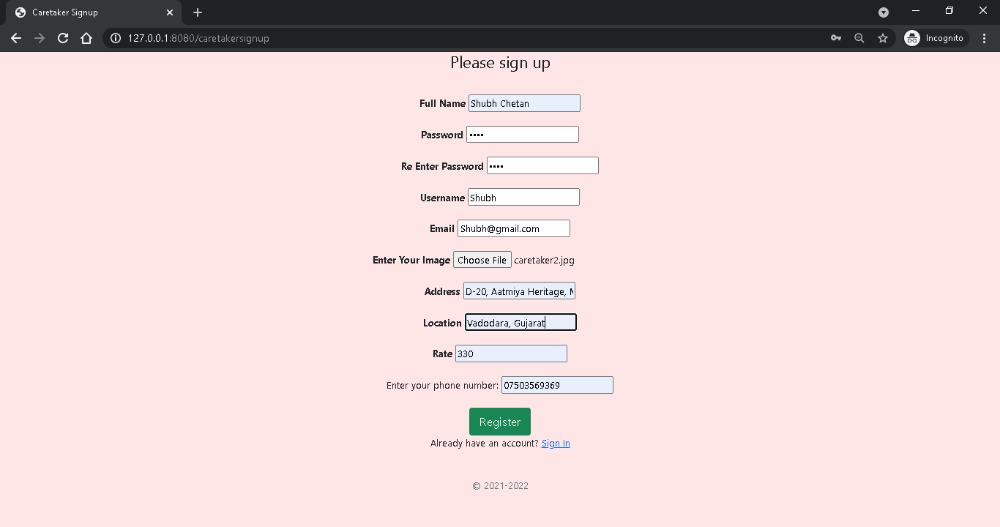 Caretaker Signup
127.0.0.1:8080/caretakersignup
Incognito
Please sign up
Full Name Shubh Chetan
Password ••••
Re Enter Password ••••
Username Shubh
Email Shubh@gmail.com
Enter Your Image Choose File caretaker2.jpg
Address D-20, Aatmiya Heritage,
Location Vadodara, Gujarat
Rate 330
Enter your phone number: 07503569369
Register
Already have an account? Sign In
© 2021-2022